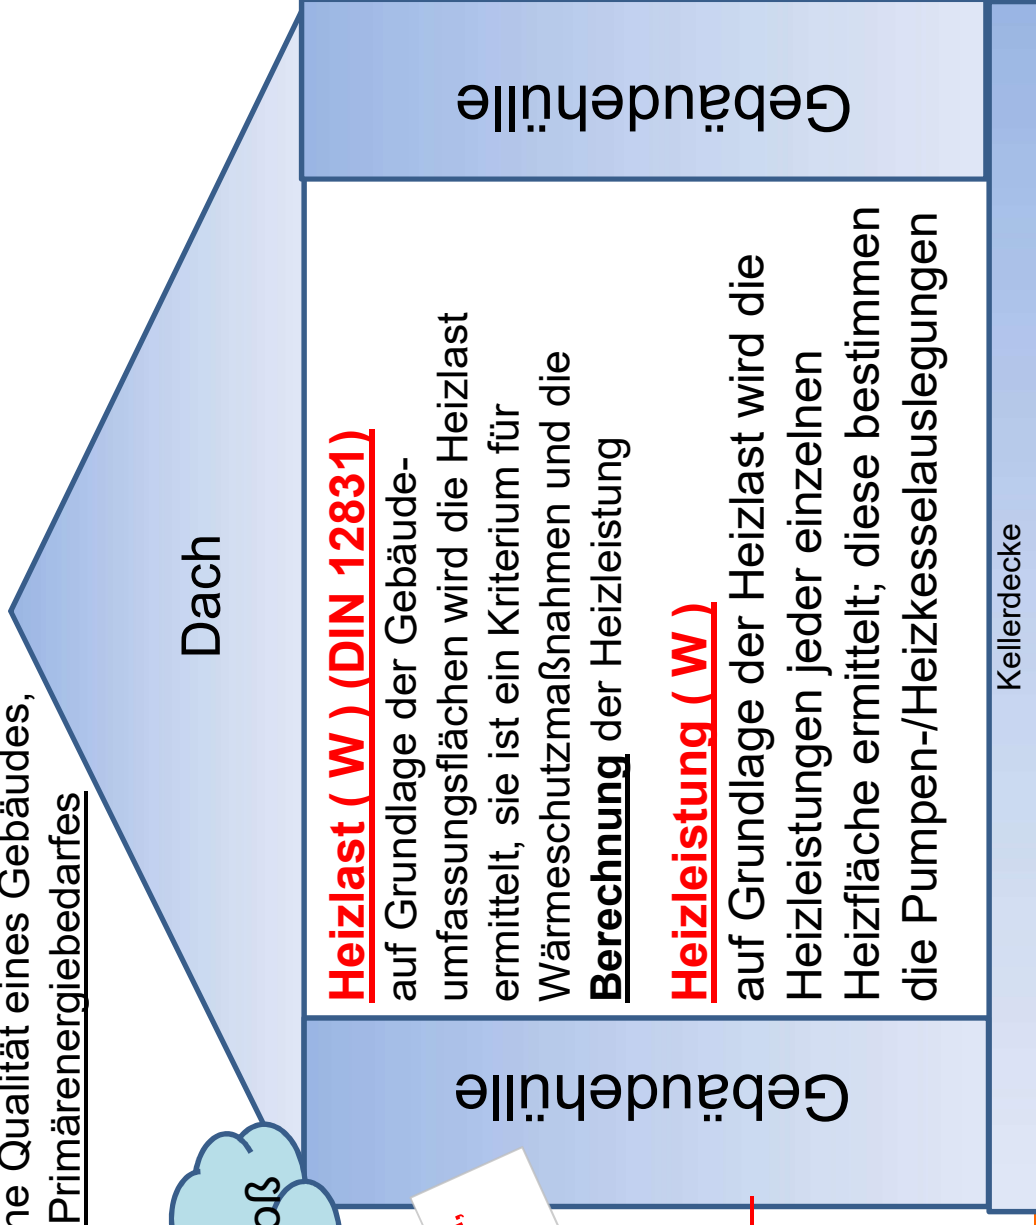 ne Qualität eines Gebäudes,
Primärenergiebedarfes
Dach
Gebäudehülle
Heizlast ( W ) (DIN 12831)
auf Grundlage der Gebäude-
umfassungsflächen wird die Heizlast
ermittelt, sie ist ein Kriterium für
Wärmeschutzmaßnahmen und die
Berechnung der Heizleistung
Heizleistung ( W )
auf Grundlage der Heizlast wird die
Heizleistungen jeder einzelnen
Heizfläche ermittelt; diese bestimmen
die Pumpen-/Heizkesselauslegungen
Gebäudehülle
Kellerdecke
oß